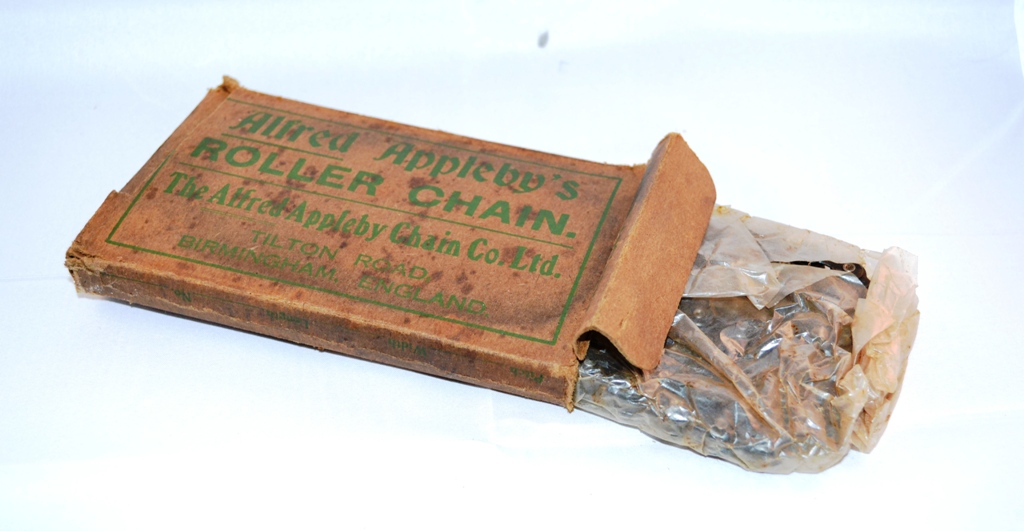 Alfred Appleby's
ROLLER CHAIN.
The Alfred Appleby Chain Co. Ltd.
TILTON ROAD,
BIRMINGHAM, ENGLAND.